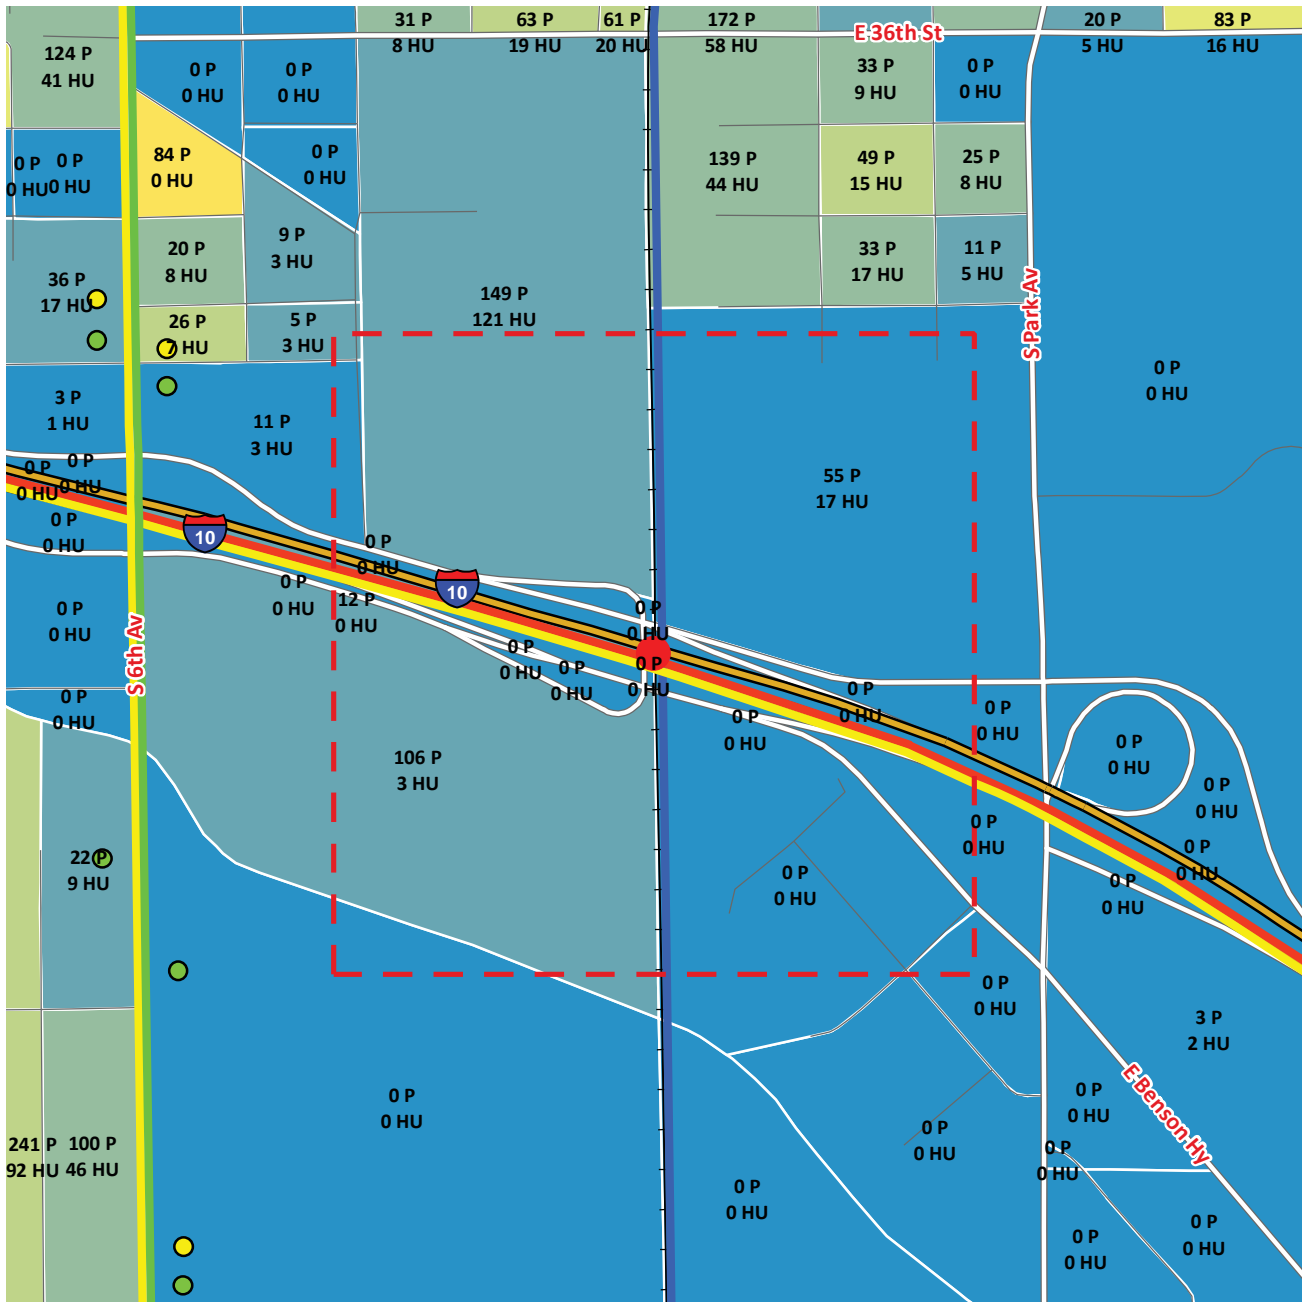 31 P
8 HU
63 P
19 HU
61 P
20 HU
172 P
58 HU
E 36th St
20 P
5 HU
83 P
16 HU
124 P
41 HU
0 P
0 HU
0 P
0 HU
33 P
9 HU
0 P
0 HU
0 P
0 HU
0 P
0 HU
84 P
0 HU
0 P
0 HU
139 P
44 HU
49 P
15 HU
25 P
8 HU
36 P
17 HU
20 P
8 HU
9 P
3 HU
33 P
17 HU
11 P
5 HU
26 P
7 HU
5 P
3 HU
149 P
121 HU
S Park Av
0 P
0 HU
3 P
1 HU
11 P
3 HU
55 P
17 HU
0 P
0 HU
0 P
0 HU
0 P
0 HU
10
0 P
0 HU
10
0 P
0 HU
12 P
0 HU
0 P
0 HU
0 P
0 HU
S 6th Av
0 P
0 HU
0 P
0 HU
0 P
0 HU
0 P
0 HU
0 P
0 HU
0 P
0 HU
0 P
0 HU
0 P
0 HU
0 P
0 HU
106 P
3 HU
0 P
0 HU
0 P
0 HU
0 P
0 HU
22 P
9 HU
0 P
0 HU
0 P
0 HU
0 P
0 HU
3 P
2 HU
0 P
0 HU
0 P
0 HU
E Benson Hy
241 P
92 HU
100 P
46 HU
0 P
0 HU
0 P
0 HU
0 P
0 HU
0 P
0 HU
0 P
0 HU